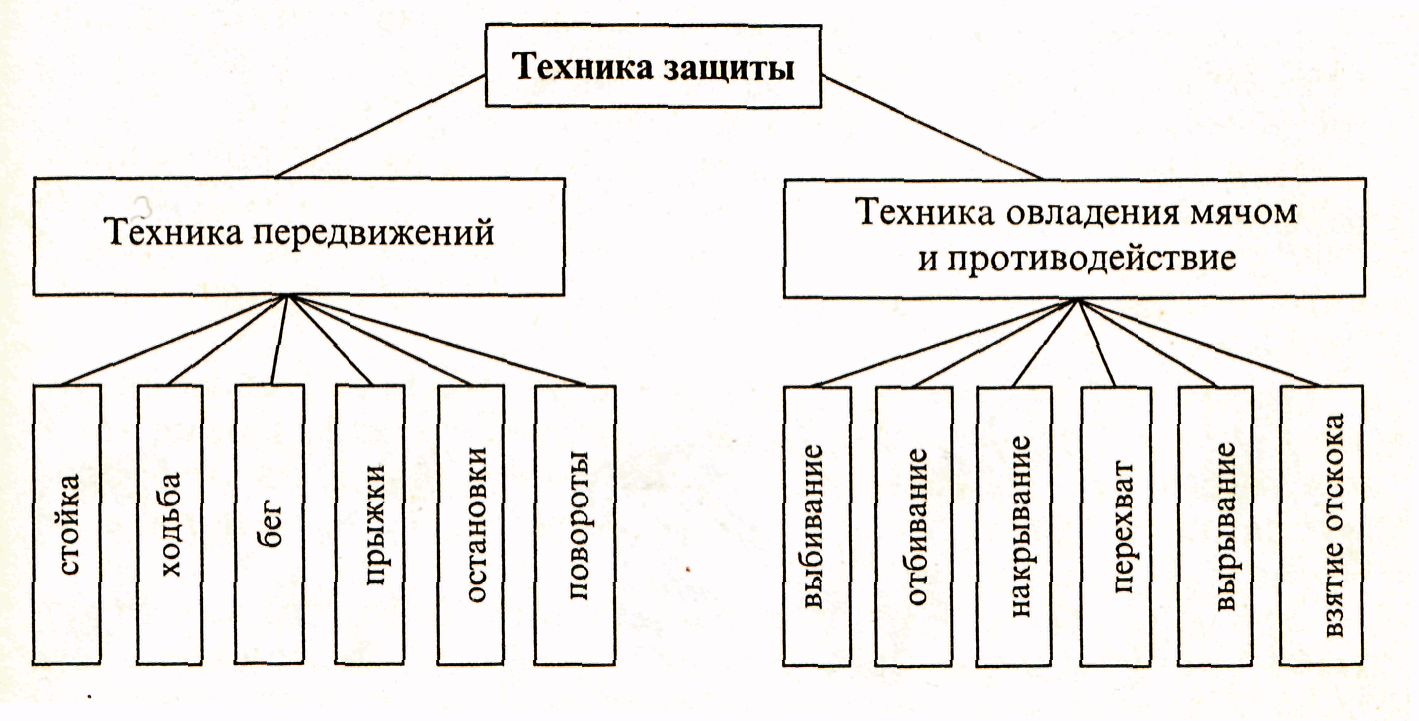 Техника защиты
Техника передвижений
Техника овладения мячом
и противодействие
стойка
ходьба
бег
прыжки
остановки
повороты
выбивание
отбивание
накрывание
перехват
вырывание
взятие отскока